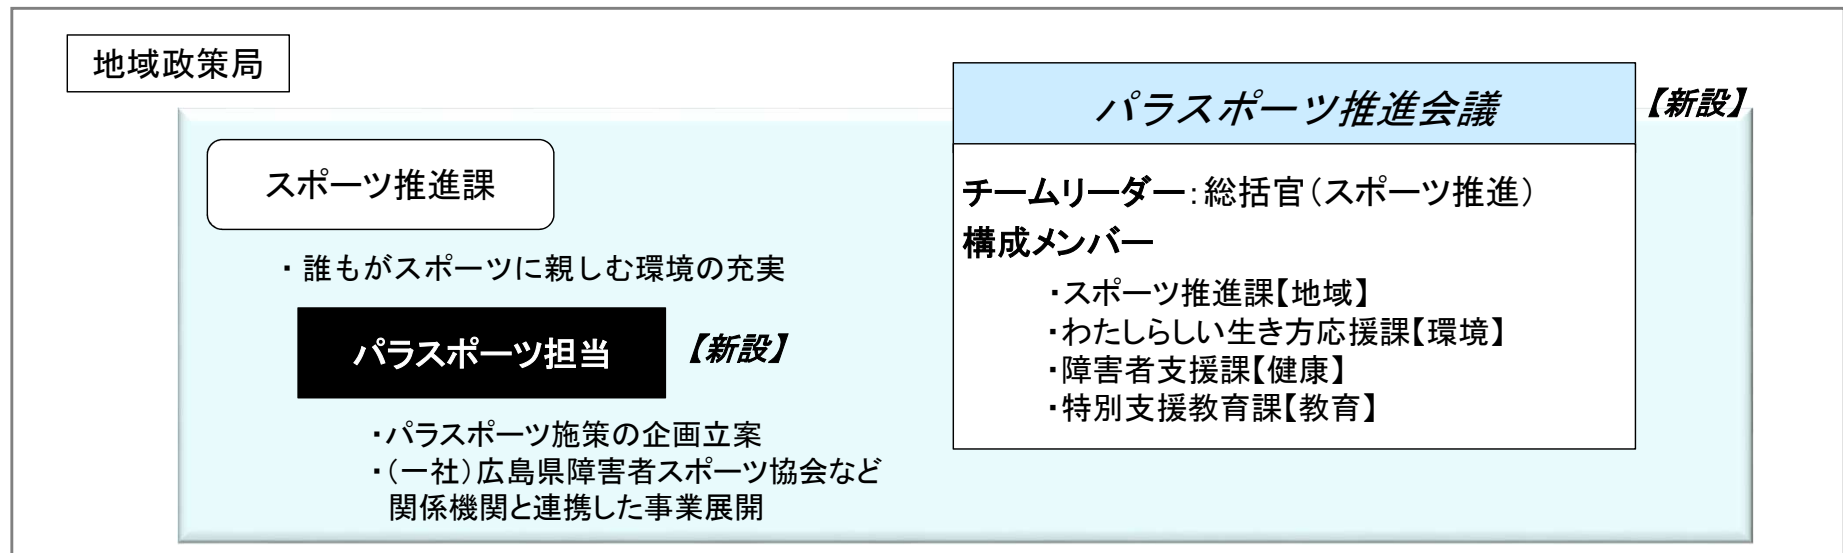 地域政策局
スポーツ推進課
・誰もがスポーツに親しむ環境の充実
パラスポーツ担当
【新設】
・パラスポーツ施策の企画立案
・(一社)広島県障害者スポーツ協会など
関係機関と連携した事業展開
パラスポーツ推進会議
【新設】
チームリーダー:総括官(スポーツ推進)
構成メンバー
・スポーツ推進課【地域】
・わたしらしい生き方応援課【環境】
・障害者支援課【健康】
・特別支援教育課【教育】